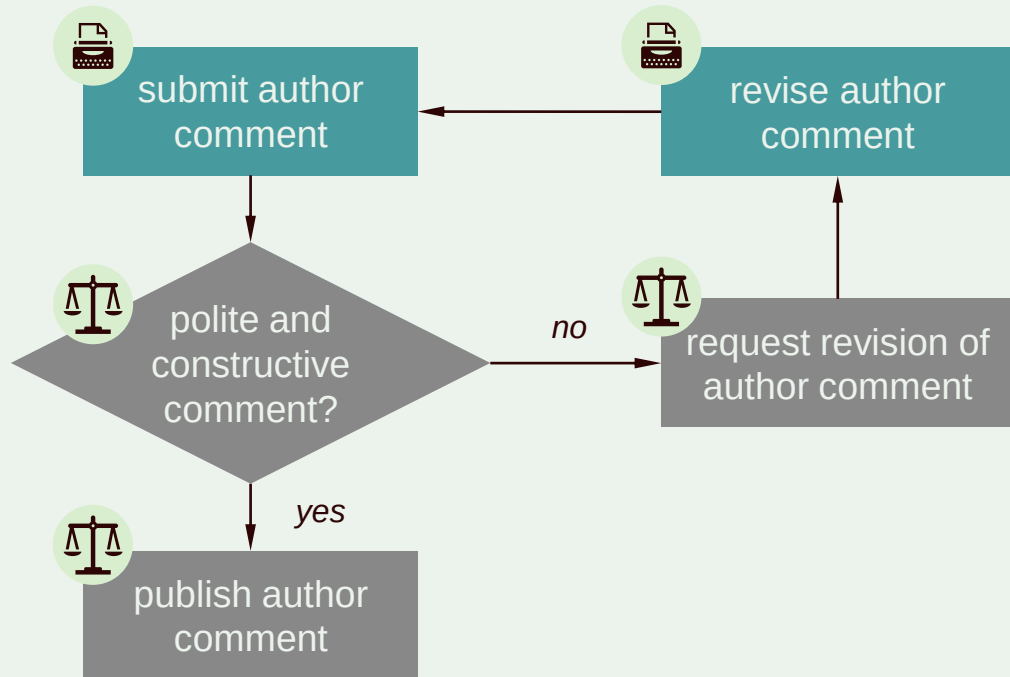 submit author
comment
revise author
comment
polite and
constructive
comment?
no
request revision of
author comment
yes
publish author
comment